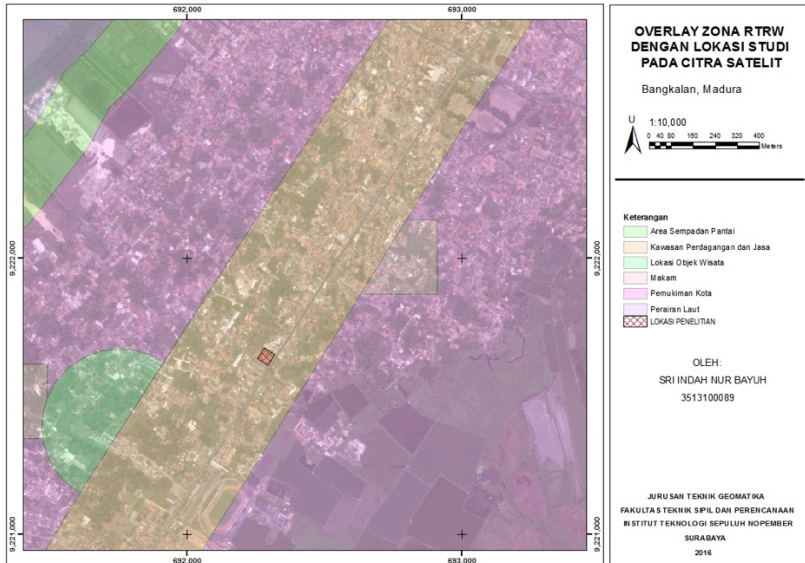 692,000
693,000
9,222,000
9,222,000
9,221,000
9,221,000
692,000
693,000
OVERLAY ZONA RTRW
DENGAN LOKASI STUDI
PADA CITRA SATELIT
Bangkalan, Madura
U
1:10,000
0 40 80 160 240 320 400
Meters
Keterangan
Area Sempadan Pantai
Kawasan Perdagangan dan Jasa
Lokasi Objek Wisata
Makam
Pemukiman Kota
Perairan Laut
LOKASI PENELITIAN
OLEH:
SRI INDAH NUR BAYUH
3513100089
JURUSAN TEKNIK GEOMATIKA
FAKULTAS TEKNIK SIPIL DAN PERENCANAAN
INSTITUT TEKNOLOGI SEPULUH NOPEMBER
SURABAYA
2016